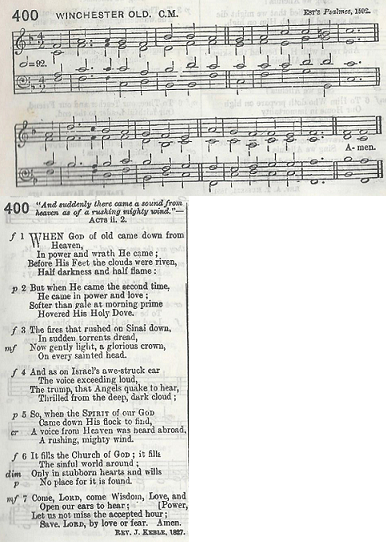 400 WINCHESTER OLD. C.M. EST'S Psalmes, 1592.
=92.
A-men.
400 "And suddenly there came a sound from
heaven as of a rushing mighty wind."—
ACTS ii. 2.
f 1 WHEN GOD of old came down from
Heaven,
In power and wrath He came;
Before His Feet the clouds were riven,
Half darkness and half flame:
p 2 But when He came the second time,
He came in power and love;
Softer than gale at morning prime
Hovered His Holy Dove.
f 3 The fires that rushed on Sinai down,
In sudden torrents dread,
mf Now gently light, a glorious crown,
On every sainted head.
f 4 And as on Israel's awe-struck ear
The voice exceeding loud,
The trump, that Angels quake to hear,
Thrilled from the deep, dark cloud;
p 5 So, when the SPIRIT of our GOD
Came down His flock to find,
cr A voice from Heaven was heard abroad,
A rushing, mighty wind.
f 6 It fills the Church of GOD; it fills
The sinful world around;
dim Only in stubborn hearts and wills
p No place for it is found.
mf 7 Come, LORD, come Wisdom, Love, and
Open our ears to hear; [Power,
Let us not miss the accepted hour;
Save, LORD, by love or fear. Amen.
REV. J. KEBLE, 1827.